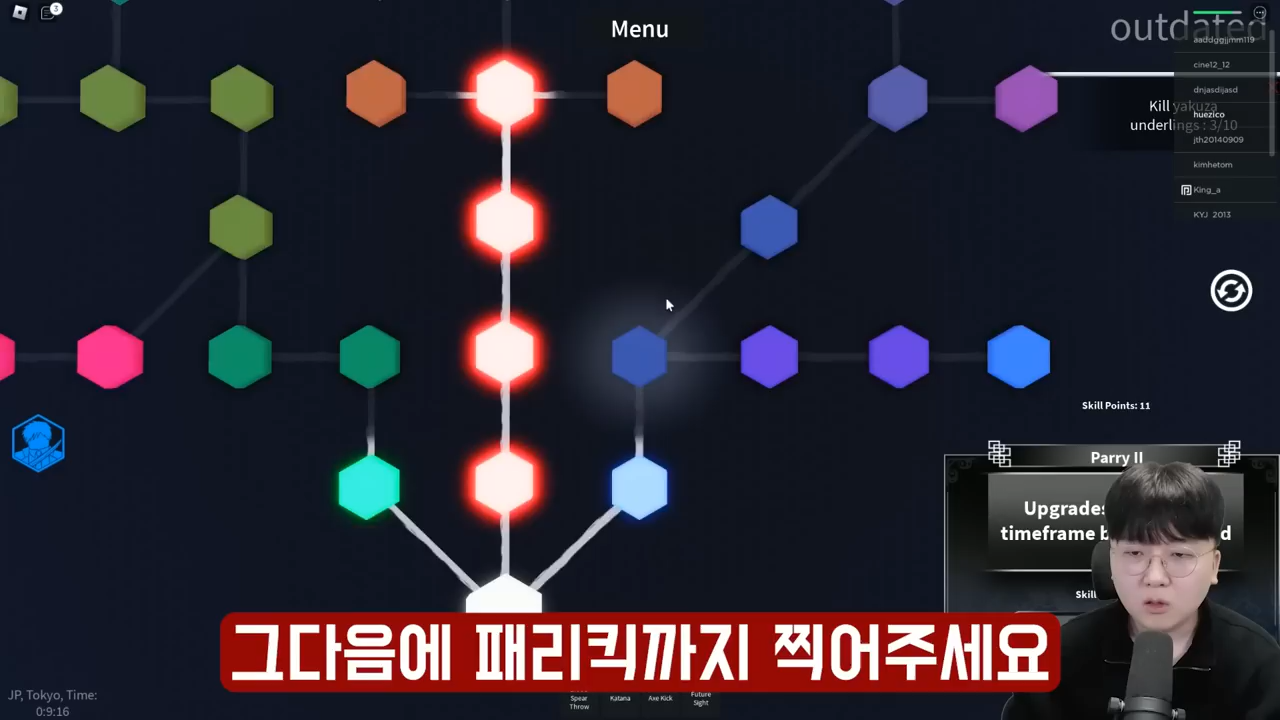 3
Menu
outdated
aaddggjjmm119
cine12_12
dnjasdijasd
huezico
jth20140909
kimhetom
King_a
KYJ_2013
Kill yakuza
underlings : 3/10
Skill Points: 11
Parry II
Upgrades
timeframe b
d
Skil
그다음에 패리킥까지 찍어주세요
JP, Tokyo, Time:
0:9:16
Spear
Throw
Katana
Axe Kick
Future
Sight